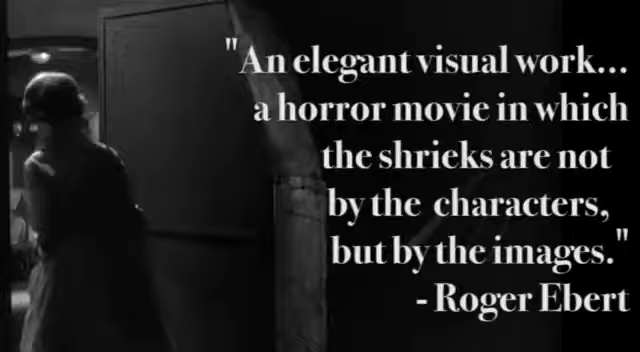 "An elegant visual work...
a horror movie in which
the shrieks are not
by the characters,
but by the images."
- Roger Ebert